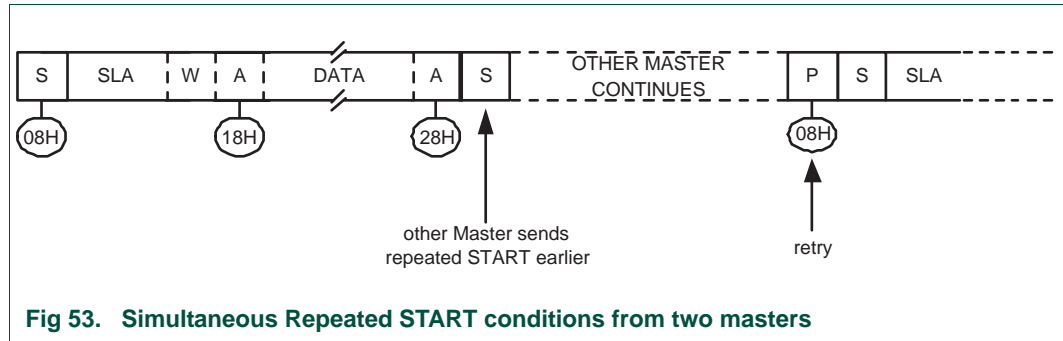 S SLA W A DATA A S OTHER MASTER CONTINUES P S SLA
08H 18H 28H 08H
other Master sends
repeated START earlier
retry
Fig 53. Simultaneous Repeated START conditions from two masters